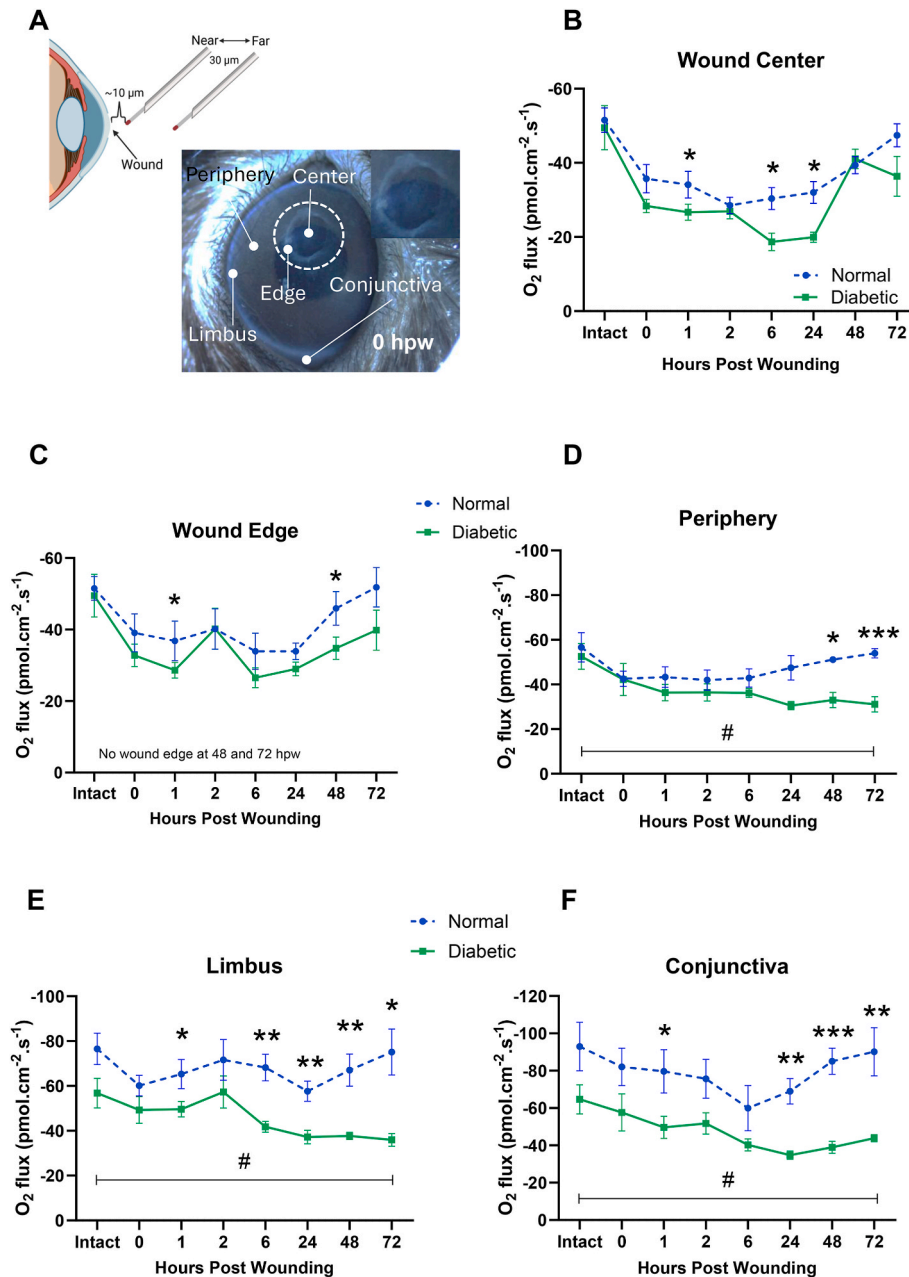 A
Near
Far
30 µm
~10 µm
Wound
Periphery
Center
Edge
Conjunctiva
Limbus
0 hpw
B
Wound Center
O₂ flux (pmol.cm⁻².s⁻¹)
-60
-40
-20
0
*
*
*
Normal
Diabetic
Intact 0 1 2 6 24 48 72
Hours Post Wounding
C
Wound Edge
Normal
Diabetic
O₂ flux (pmol.cm⁻².s⁻¹)
-60
-40
-20
0
*
*
No wound edge at 48 and 72 hpw
Intact 0 1 2 6 24 48 72
Hours Post Wounding
D
Periphery
O₂ flux (pmol.cm⁻².s⁻¹)
-100
-80
-60
-40
-20
0
*
***
#
Intact 0 1 2 6 24 48 72
Hours Post Wounding
E
Limbus
Normal
Diabetic
O₂ flux (pmol.cm⁻².s⁻¹)
-100
-80
-60
-40
-20
0
*
**
**
**
*
#
Intact 0 1 2 6 24 48 72
Hours Post Wounding
F
Conjunctiva
O₂ flux (pmol.cm⁻².s⁻¹)
-120
-100
-80
-60
-40
-20
0
*
**
***
**
#
Intact 0 1 2 6 24 48 72
Hours Post Wounding